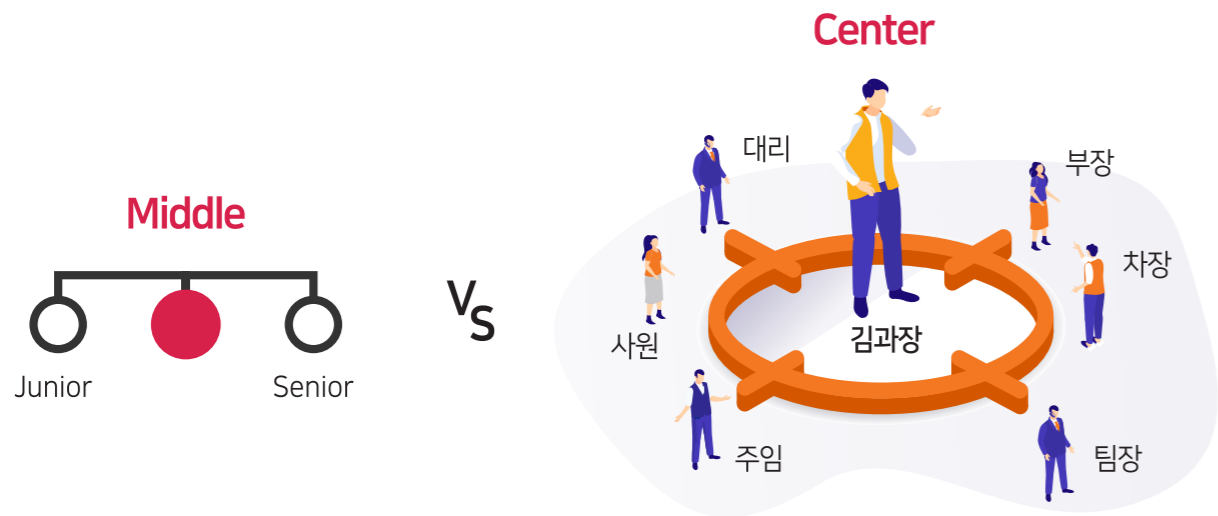 Middle
Junior
Senior
VS
Center
대리
부장
사원
차장
김과장
주임
팀장